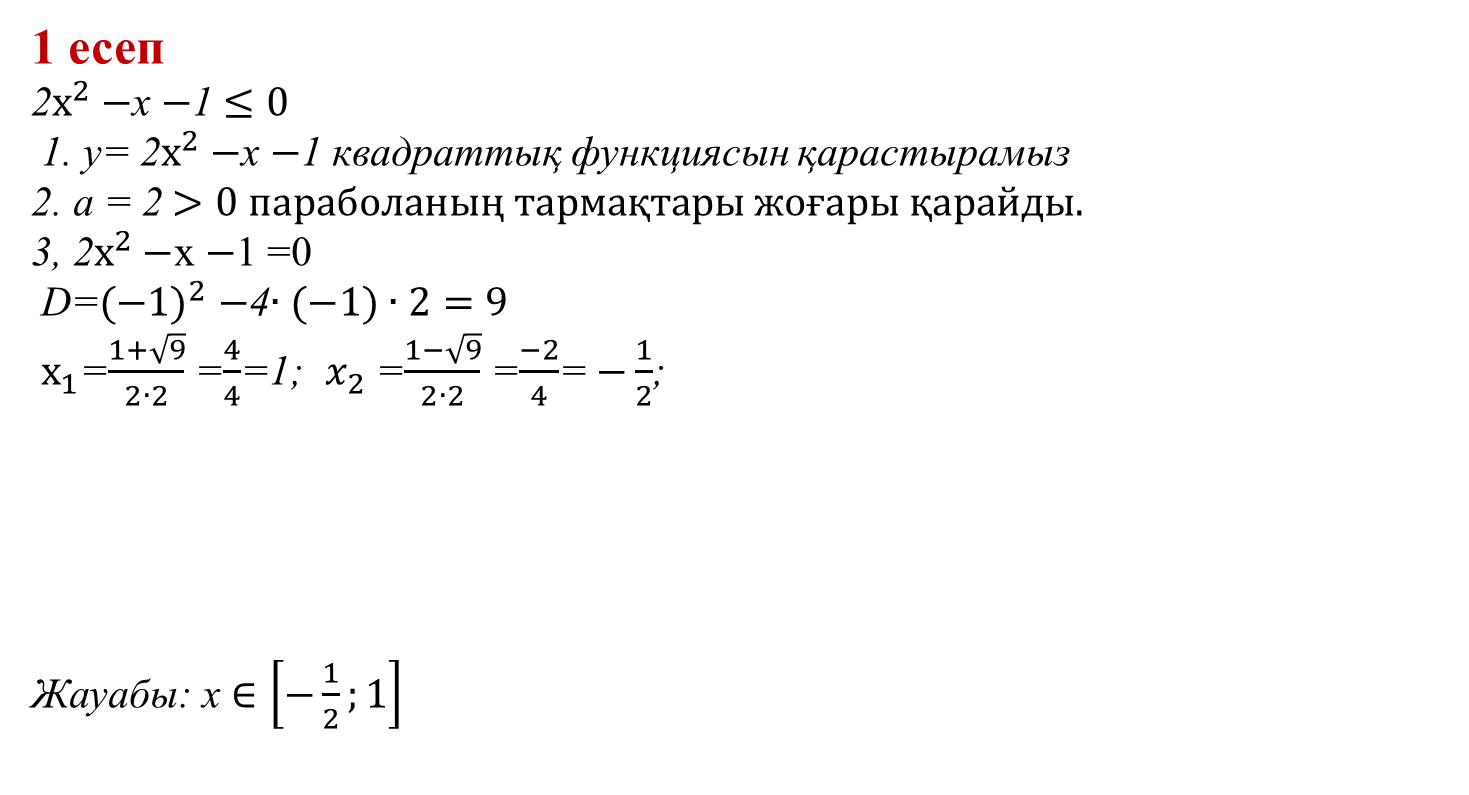 1 есеп
2x² −x −1 ≤ 0
1. y= 2x² −x −1 квадраттық функциясын қарастырамыз
2. a = 2 > 0 параболаның тармақтары жоғары қарайды.
3, 2x² −x −1 =0
D=(−1)² −4· (−1) · 2 = 9
x₁=(1+√9)/(2·2) =4/4=1; x₂ =(1−√9)/(2·2) =−2/4= −1/2;
Жауабы: x ∈ [−1/2 ; 1]